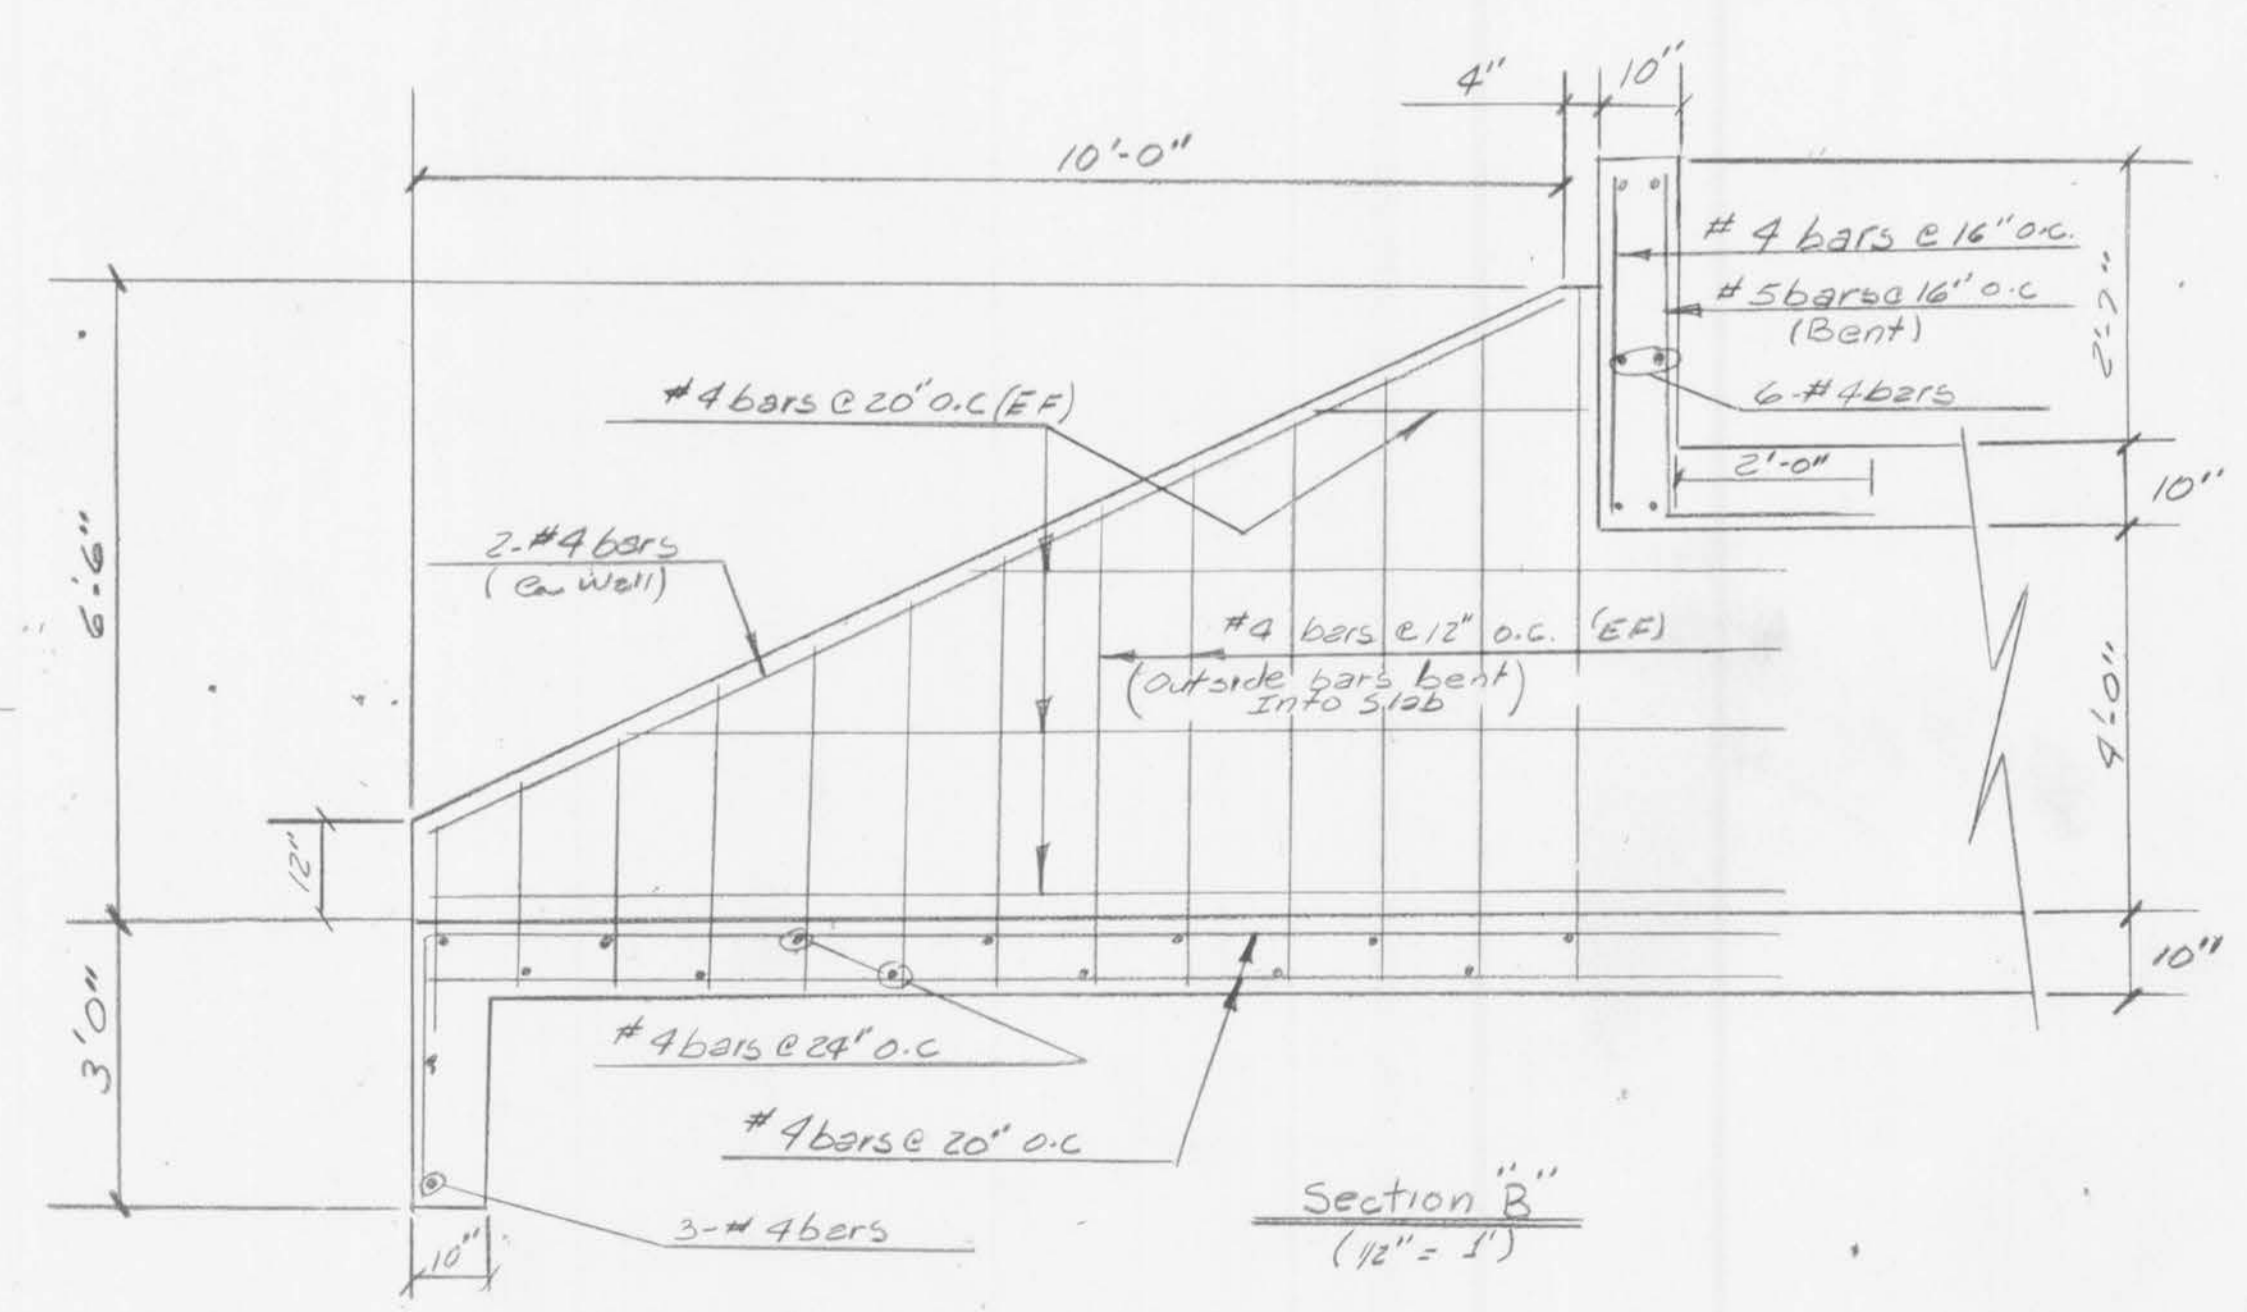 4" 10"
10'-0"
# 4 bars @ 16" o.c.
# 5 bars @ 16" o.c
(Bent)
2'-7"
6-#4 bars
#4 bars @ 20" O.C (EF)
2'-0"
10"
2-#4 bars
(Ea Wall)
6'-6"
#4 bars @ 12" o.c. (EF)
(Outside bars bent
Into Slab)
4'-0"
12"
10"
3'0"
#4 bars @ 24" o.c
#4 bars @ 20" o.c
3-#4 bars
10"
Section "B"
(1/2" = 1')